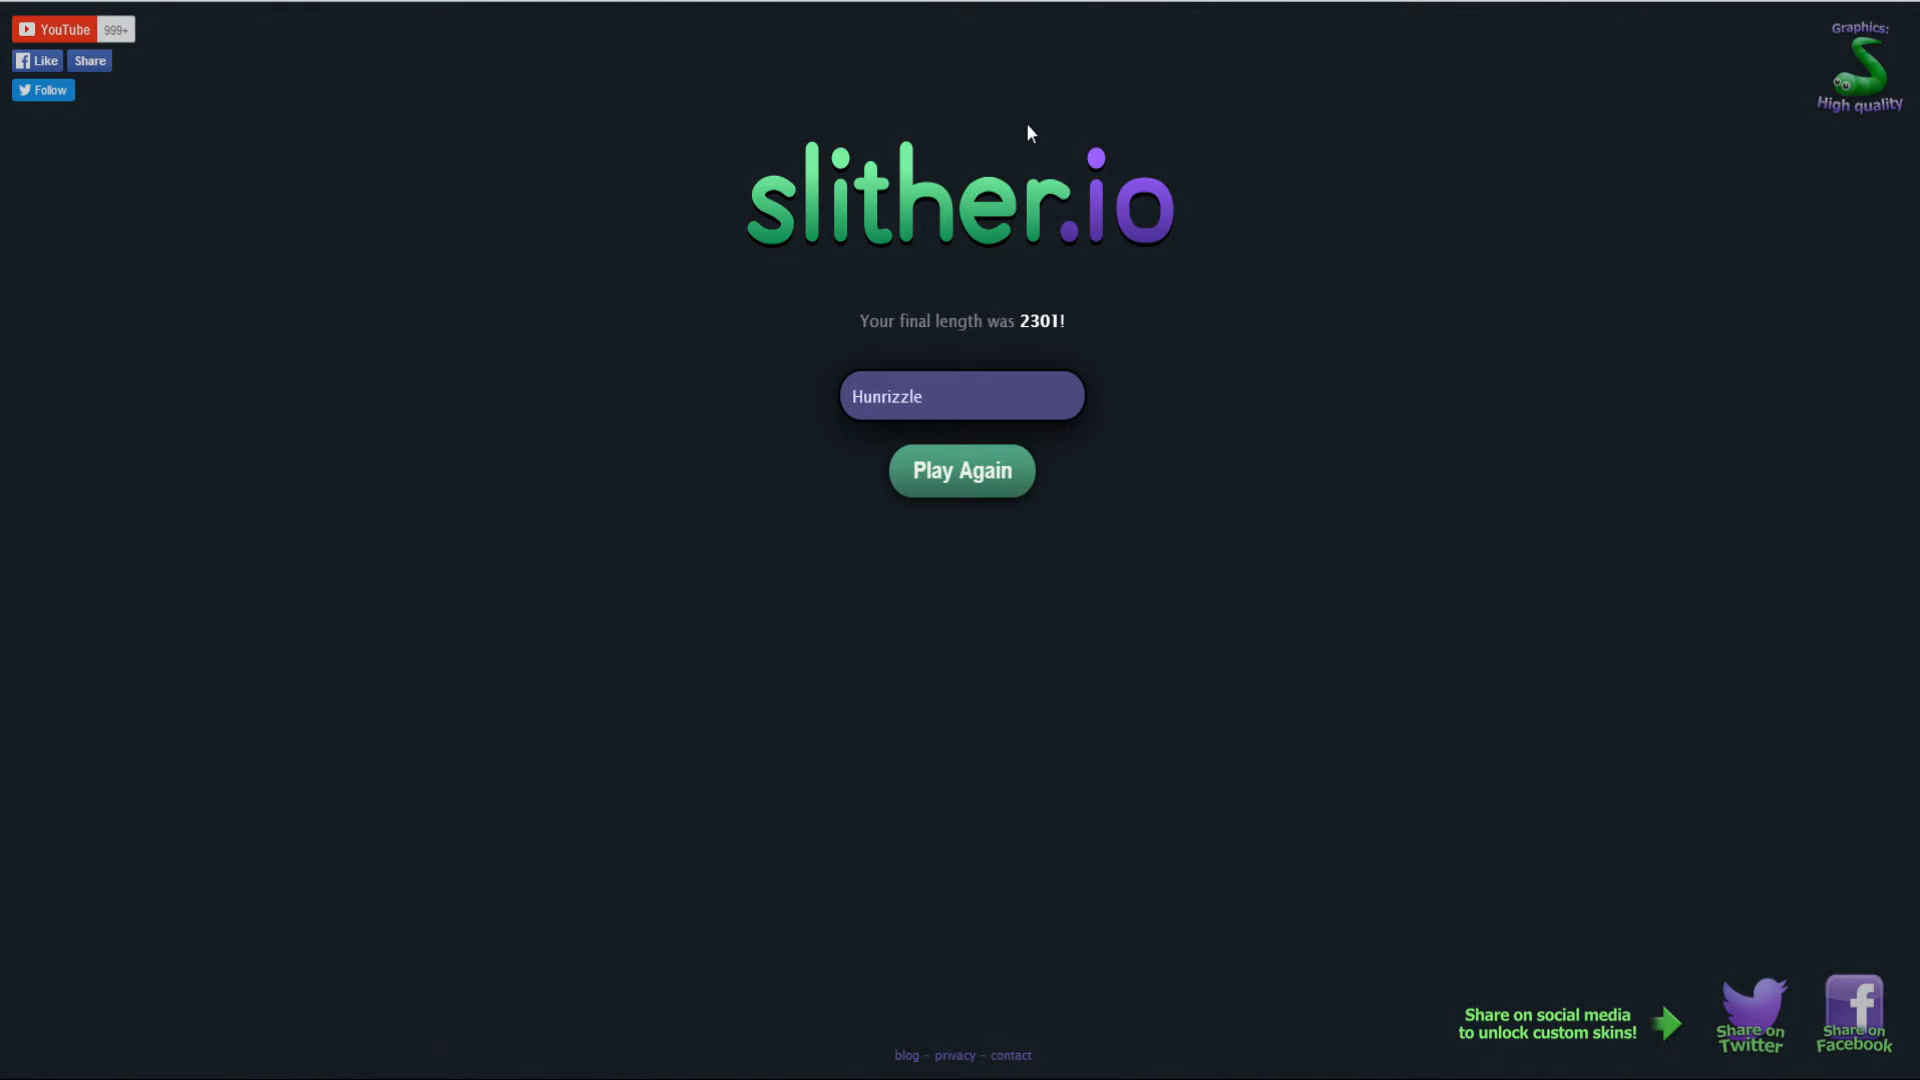 YouTube 999+
Like Share
Follow
Graphics:
High quality
slither.io
Your final length was 2301!
Hunrizzle
Play Again
Share on social media
to unlock custom skins!
Share on
Twitter
Share on
Facebook
blog - privacy - contact